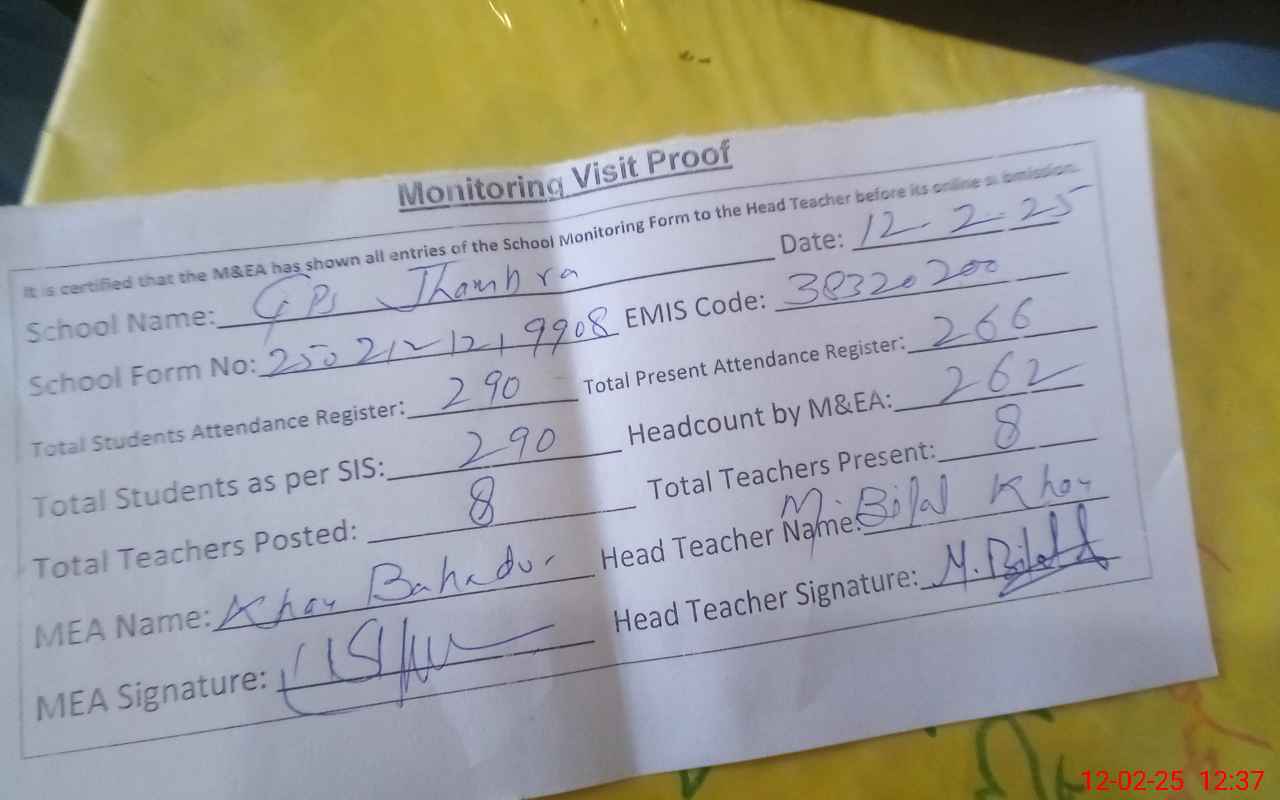 Monitoring Visit Proof
It is certified that the M&EA has shown all entries of the School Monitoring Form to the Head Teacher before its online submission.
School Name: GPS Jhambra Date: 12-2-25
School Form No: 250212121 9908 EMIS Code: 38320200
Total Students Attendance Register: 290 Total Present Attendance Register: 266
Total Students as per SIS: 290 Headcount by M&EA: 262
Total Teachers Posted: 8 Total Teachers Present: 8
MEA Name: Khan Bahadur Head Teacher Name: M. Bilal Khan
MEA Signature: Head Teacher Signature: M. Bilal
12-02-25 12:37